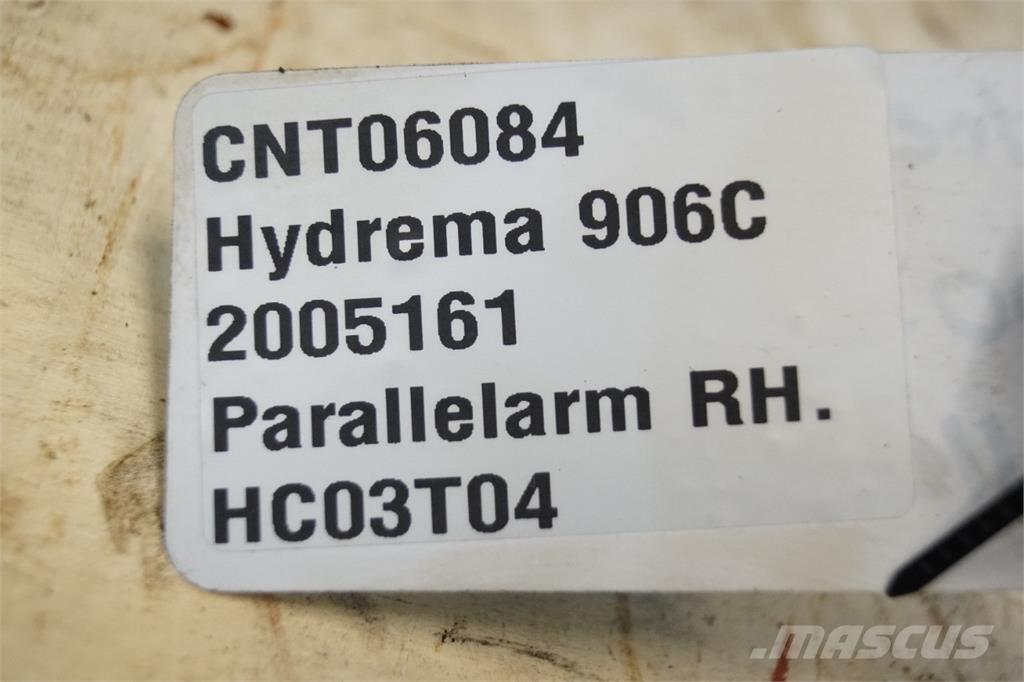 CNT06084
Hydrema 906C
2005161
Parallelarm RH.
HC03T04
.MASCUS